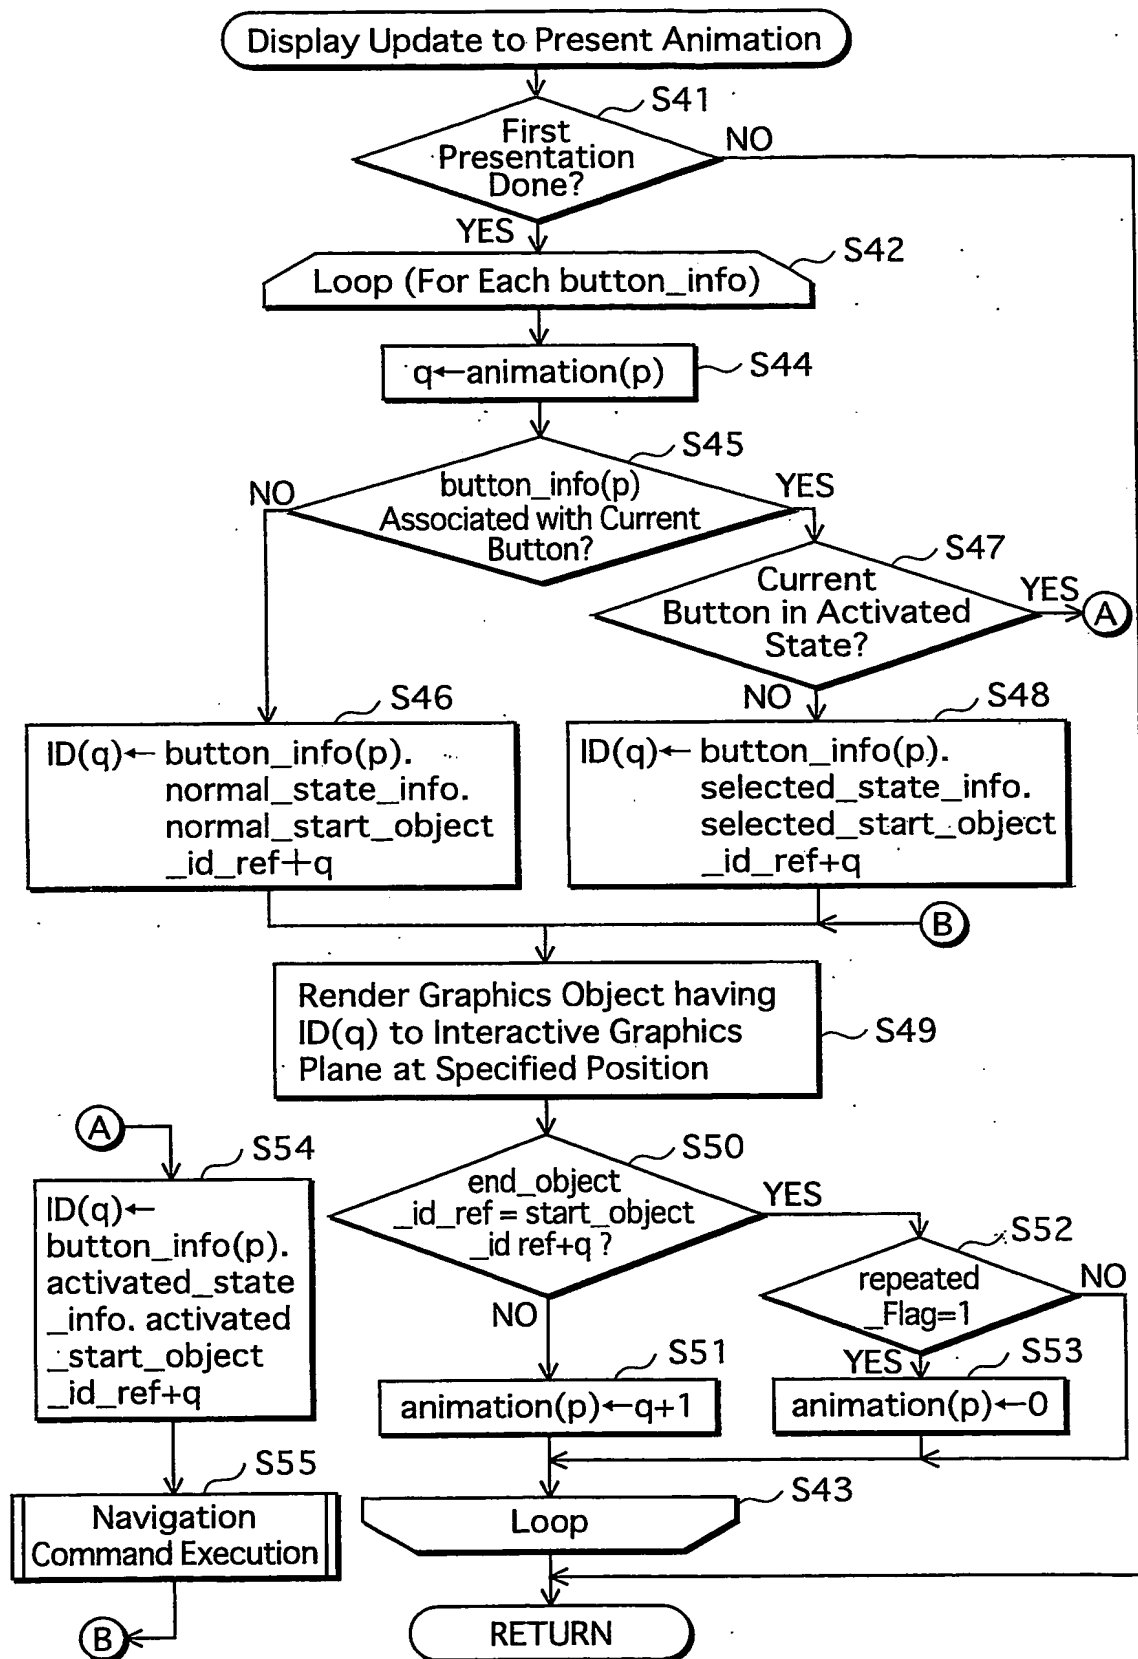 Display Update to Present Animation
S41
First
Presentation
Done?
NO
YES
S42
Loop (For Each button_info)
q←animation(p)
S44
S45
button_info(p)
Associated with Current
Button?
NO
YES
S47
Current
Button in Activated
State?
YES
A
NO
S46
ID(q)← button_info(p).
normal_state_info.
normal_start_object
_id_ref+q
S48
ID(q)← button_info(p).
selected_state_info.
selected_start_object
_id_ref+q
B
Render Graphics Object having
ID(q) to Interactive Graphics
Plane at Specified Position
S49
A
S54
ID(q)←
button_info(p).
activated_state
_info. activated
_start_object
_id_ref+q
S50
end_object
_id_ref = start_object
_id ref+q ?
YES
NO
S52
repeated
_Flag=1
NO
YES
S51
animation(p)←q+1
S53
animation(p)←0
S55
Navigation
Command Execution
S43
Loop
B
RETURN